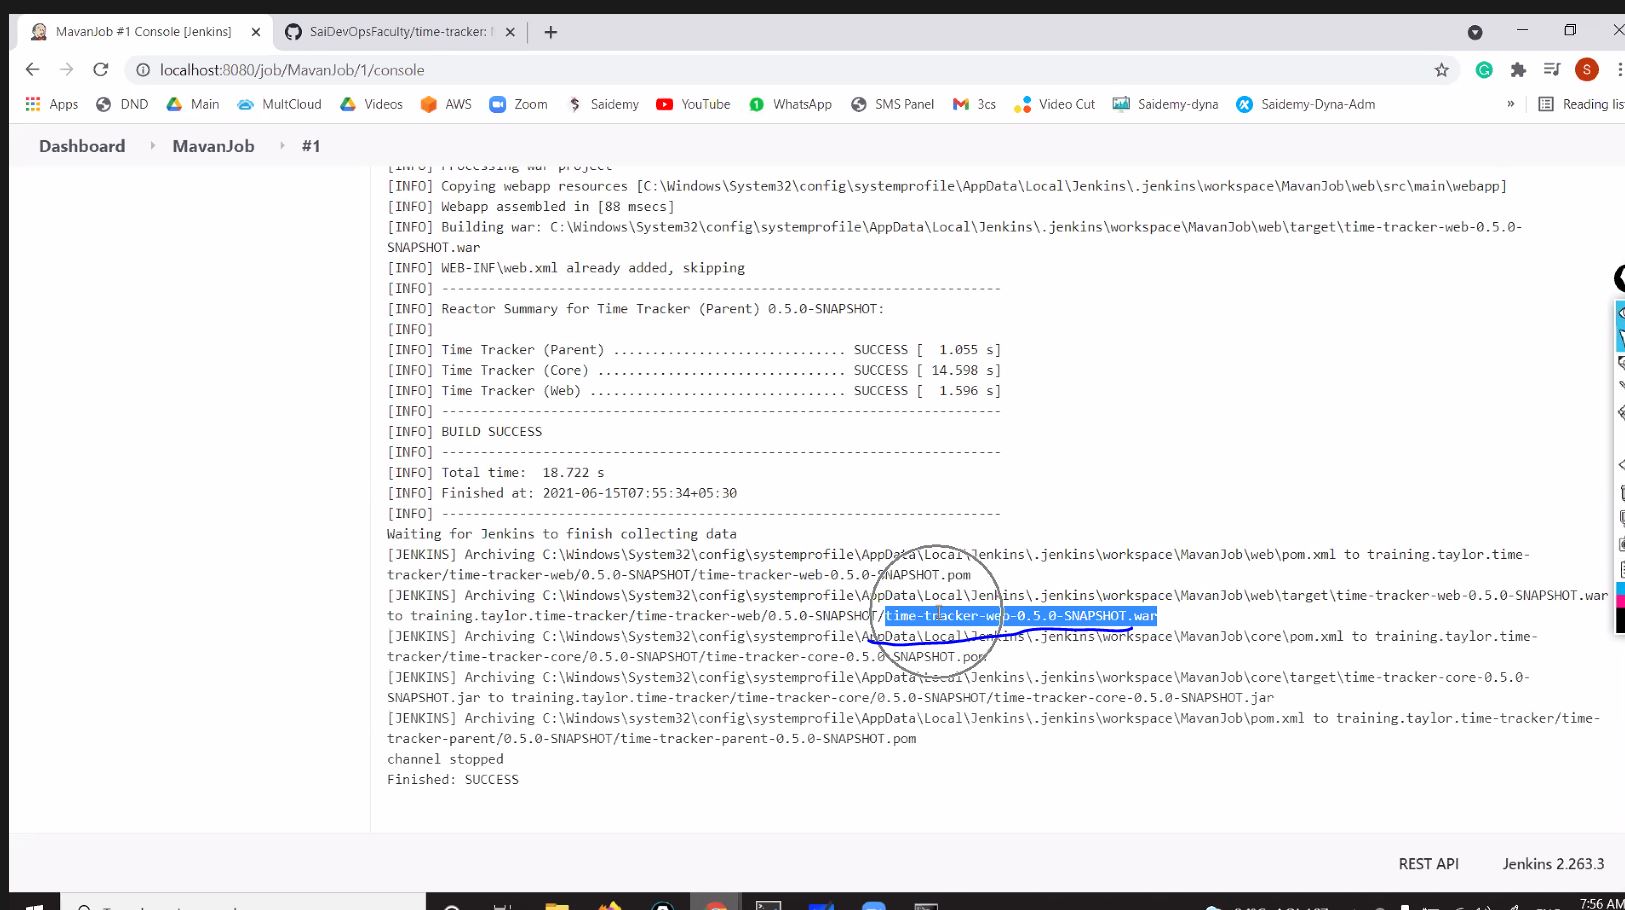 MavanJob #1 Console [Jenkins]
SaiDevOpsFaculty/time-tracker:
localhost:8080/job/MavanJob/1/console
S
Apps DND Main MultCloud Videos AWS Zoom Saidemy YouTube WhatsApp SMS Panel 3cs Video Cut Saidemy-dyna Saidemy-Dyna-Adm » Reading
Dashboard MavanJob #1
[INFO] Processing war project
[INFO] Copying webapp resources [C:\Windows\System32\config\systemprofile\AppData\Local\Jenkins\.jenkins\workspace\MavanJob\web\src\main\webapp]
[INFO] Webapp assembled in [88 msecs]
[INFO] Building war: C:\Windows\System32\config\systemprofile\AppData\Local\Jenkins\.jenkins\workspace\MavanJob\web\target\time-tracker-web-0.5.0-
SNAPSHOT.war
[INFO] WEB-INF\web.xml already added, skipping
[INFO] ------------------------------------------------------------------------
[INFO] Reactor Summary for Time Tracker (Parent) 0.5.0-SNAPSHOT:
[INFO]
[INFO] Time Tracker (Parent) .............................. SUCCESS [  1.055 s]
[INFO] Time Tracker (Core) ................................ SUCCESS [ 14.598 s]
[INFO] Time Tracker (Web) ................................. SUCCESS [  1.596 s]
[INFO] ------------------------------------------------------------------------
[INFO] BUILD SUCCESS
[INFO] ------------------------------------------------------------------------
[INFO] Total time:  18.722 s
[INFO] Finished at: 2021-06-15T07:55:34+05:30
[INFO] ------------------------------------------------------------------------
Waiting for Jenkins to finish collecting data
[JENKINS] Archiving C:\Windows\System32\config\systemprofile\AppData\Local\Jenkins\.jenkins\workspace\MavanJob\web\pom.xml to training.taylor.time-
tracker/time-tracker-web/0.5.0-SNAPSHOT/time-tracker-web-0.5.0-SNAPSHOT.pom
[JENKINS] Archiving C:\Windows\System32\config\systemprofile\AppData\Local\Jenkins\.jenkins\workspace\MavanJob\web\target\time-tracker-web-0.5.0-SNAPSHOT.war
to training.taylor.time-tracker/time-tracker-web/0.5.0-SNAPSHOT/time-tracker-web-0.5.0-SNAPSHOT.war
[JENKINS] Archiving C:\Windows\System32\config\systemprofile\AppData\Local\Jenkins\.jenkins\workspace\MavanJob\core\pom.xml to training.taylor.time-
tracker/time-tracker-core/0.5.0-SNAPSHOT/time-tracker-core-0.5.0-SNAPSHOT.pom
[JENKINS] Archiving C:\Windows\System32\config\systemprofile\AppData\Local\Jenkins\.jenkins\workspace\MavanJob\core\target\time-tracker-core-0.5.0-
SNAPSHOT.jar to training.taylor.time-tracker/time-tracker-core/0.5.0-SNAPSHOT/time-tracker-core-0.5.0-SNAPSHOT.jar
[JENKINS] Archiving C:\Windows\System32\config\systemprofile\AppData\Local\Jenkins\.jenkins\workspace\MavanJob\pom.xml to training.taylor.time-tracker/time-
tracker-parent/0.5.0-SNAPSHOT/time-tracker-parent-0.5.0-SNAPSHOT.pom
channel stopped
Finished: SUCCESS
REST API Jenkins 2.263.3
7:56 AM